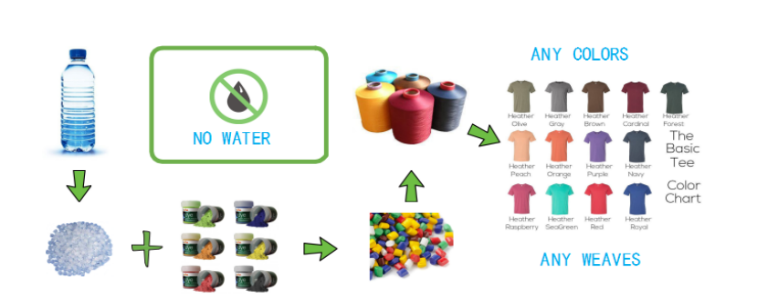 ANY COLORS
NO WATER
Heather Olive
Heather Gray
Heather Brown
Heather Cardinal
Heather Forest
The Basic Tee
Heather Peach
Heather Orange
Heather Purple
Heather Navy
Color Chart
Heather Raspberry
Heather SeaGreen
Heather Red
Heather Royal
ANY WEAVES